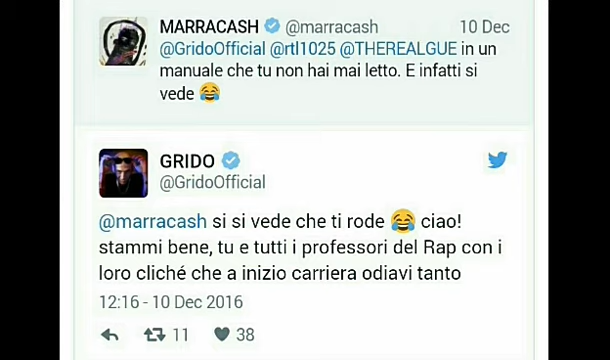 MARRACASH @marracash 10 Dec
@GridoOfficial @rtl1025 @THEREALGUE in un
manuale che tu non hai mai letto. E infatti si
vede 😂
GRIDO
@GridoOfficial
@marracash si si vede che ti rode 😂 ciao!
stammi bene, tu e tutti i professori del Rap con i
loro cliché che a inizio carriera odiavi tanto
12:16 - 10 Dec 2016
11 38